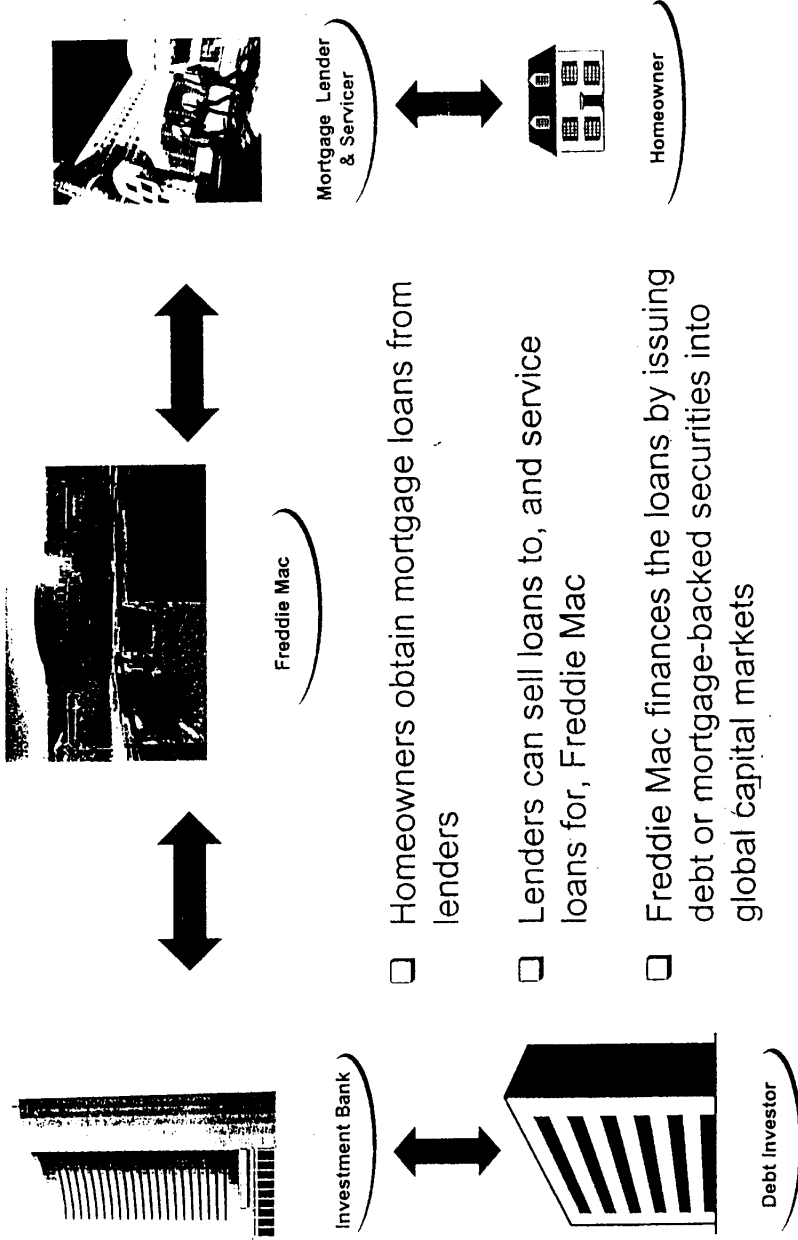 Investment Bank
Debt Investor
Freddie Mac
Homeowners obtain mortgage loans from
lenders
Lenders can sell loans to, and service
loans for, Freddie Mac
Freddie Mac finances the loans by issuing
debt or mortgage-backed securities into
global capital markets
Mortgage Lender
& Servicer
Homeowner